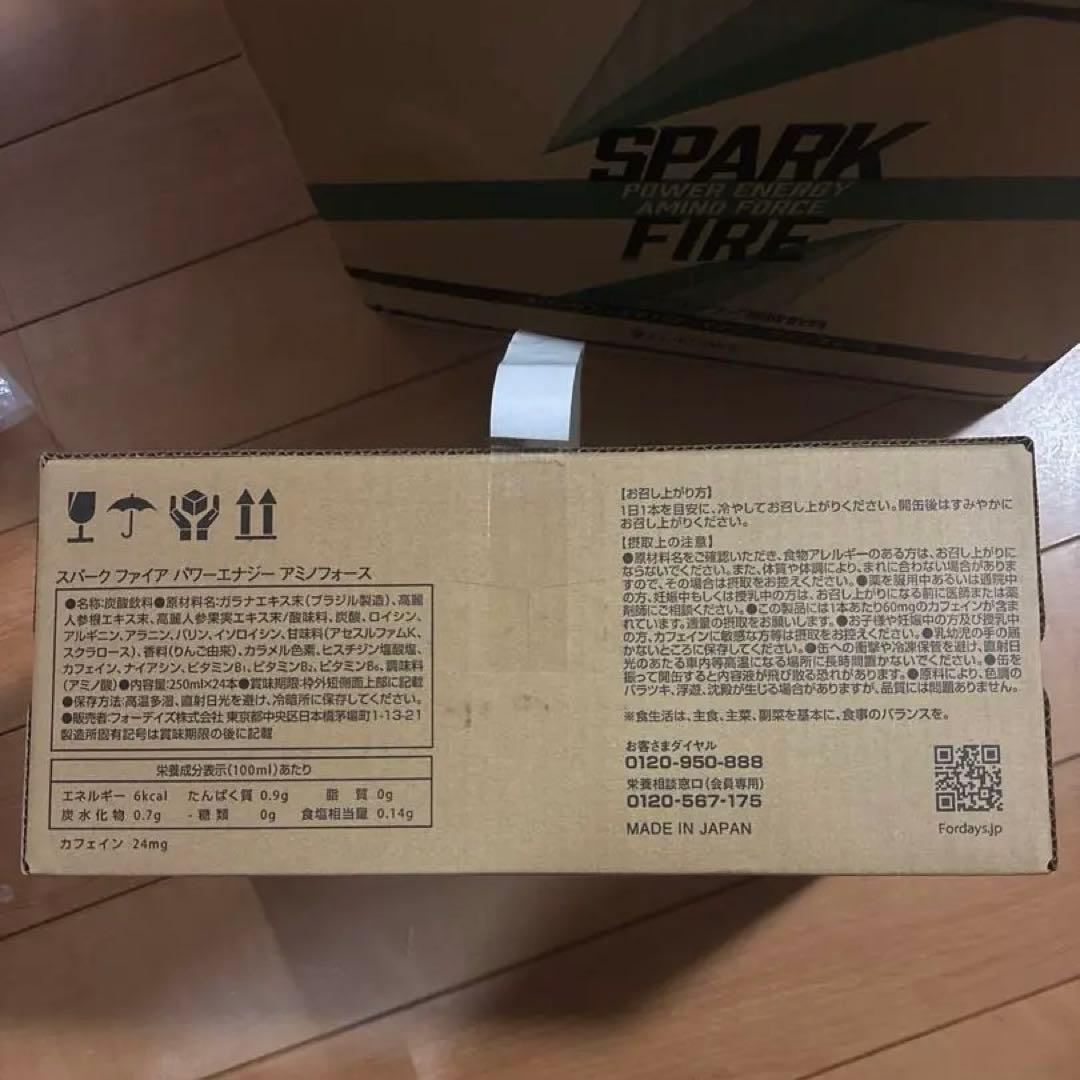 SPARK
POWER ENERGY
AMINO FORCE
FIRE
スパーク ファイア パワーエナジー アミノフォース
●名称:炭酸飲料●原材料名:ガラナエキス末(ブラジル製造)、高麗
人参根エキス末、高麗人参果実エキス末/酸味料、炭酸、ロイシン、
アルギニン、アラニン、バリン、イソロイシン、甘味料(アセスルファムK、
スクラロース)、香料(りんご由来)、カラメル色素、ヒスチジン塩酸塩、
カフェイン、ナイアシン、ビタミンB₁、ビタミンB₂、ビタミンB₆、調味料
(アミノ酸)●内容量:250ml×24本●賞味期限:枠外短側面上部に記載
●保存方法:高温多湿、直射日光を避け、冷暗所に保存してください。
●販売者:フォーデイズ株式会社 東京都中央区日本橋茅場町1-13-21
製造所固有記号は賞味期限の後に記載
栄養成分表示(100ml)あたり
エネルギー 6kcal たんぱく質 0.9g 脂 質 0g
炭水化物 0.7g -糖類 0g 食塩相当量 0.14g
カフェイン 24mg
【お召し上がり方】
1日1本を目安に、冷やしてお召し上がりください。開缶後はすみやかに
お召し上がりください。
【摂取上の注意】
●原材料名をご確認いただき、食物アレルギーのある方は、お召し上がりに
ならないでください。また、体質や体調により、まれに合わない場合がありま
すので、その場合は摂取をお控えください。●薬を服用中あるいは通院中
の方、妊娠中もしくは授乳中の方は、お召し上がりになる前に医師または薬
剤師にご相談ください。●この製品には1本あたり60mgのカフェインが含ま
れています。適量の摂取をお願いします。●お子様や妊娠中の方及び授乳中
の方、カフェインに敏感な方等は摂取をお控えください。●乳幼児の手の届
かないところに保存してください。●缶への衝撃や冷凍保管を避け、直射日
光のあたる車内等高温になる場所に長時間置かないでください。●缶を
振って開缶すると内容液が飛び散る恐れがあります。●原料により、色調の
バラツキ、浮遊、沈殿が生じる場合がありますが、品質には問題ありません。
※食生活は、主食、主菜、副菜を基本に、食事のバランスを。
お客さまダイヤル
0120-950-888
栄養相談窓口(会員専用)
0120-567-175
MADE IN JAPAN
Fordays.jp